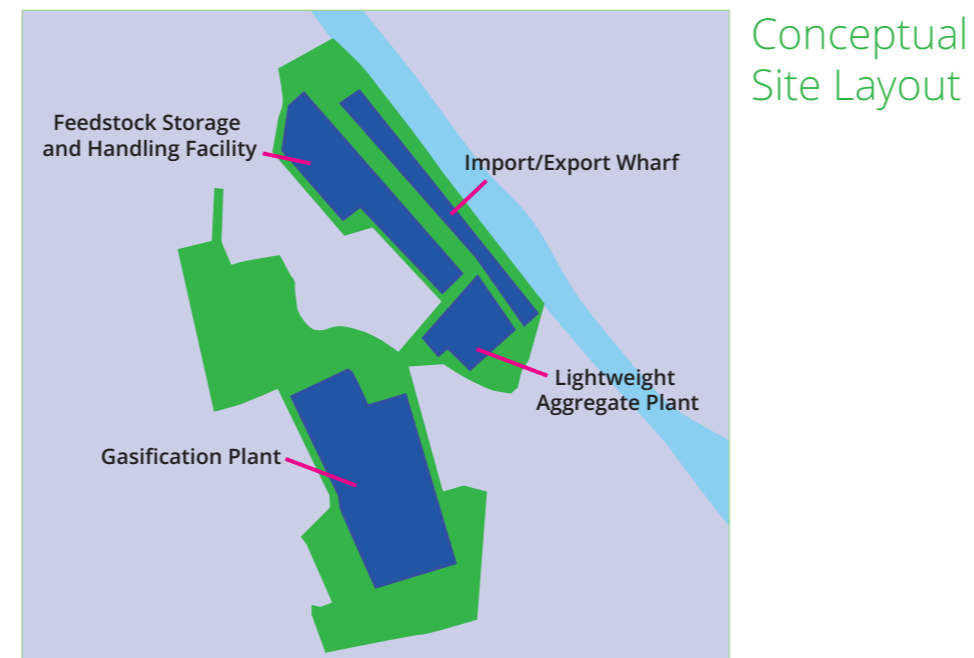 Conceptual
Site Layout
Feedstock Storage
and Handling Facility
Import/Export Wharf
Lightweight
Aggregate Plant
Gasification Plant